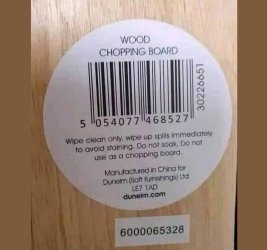 WOOD
CHOPPING BOARD
30226651
5 054077 468527
Wipe clean only, wipe up spills immediately
to avoid staining. Do not soak. Do not
use as a chopping board.
Manufactured in China for
Dunelm (Soft furnishings) Ltd
LE7 1AD
dunelm.com
6000065328